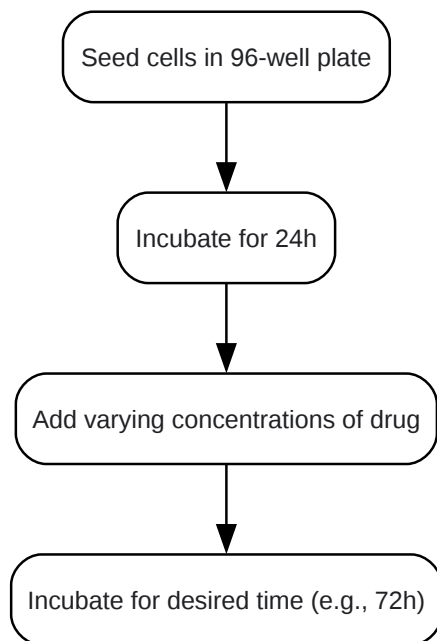 Seed cells in 96-well plate
Incubate for 24h
Add varying concentrations of drug
Incubate for desired time (e.g., 72h)